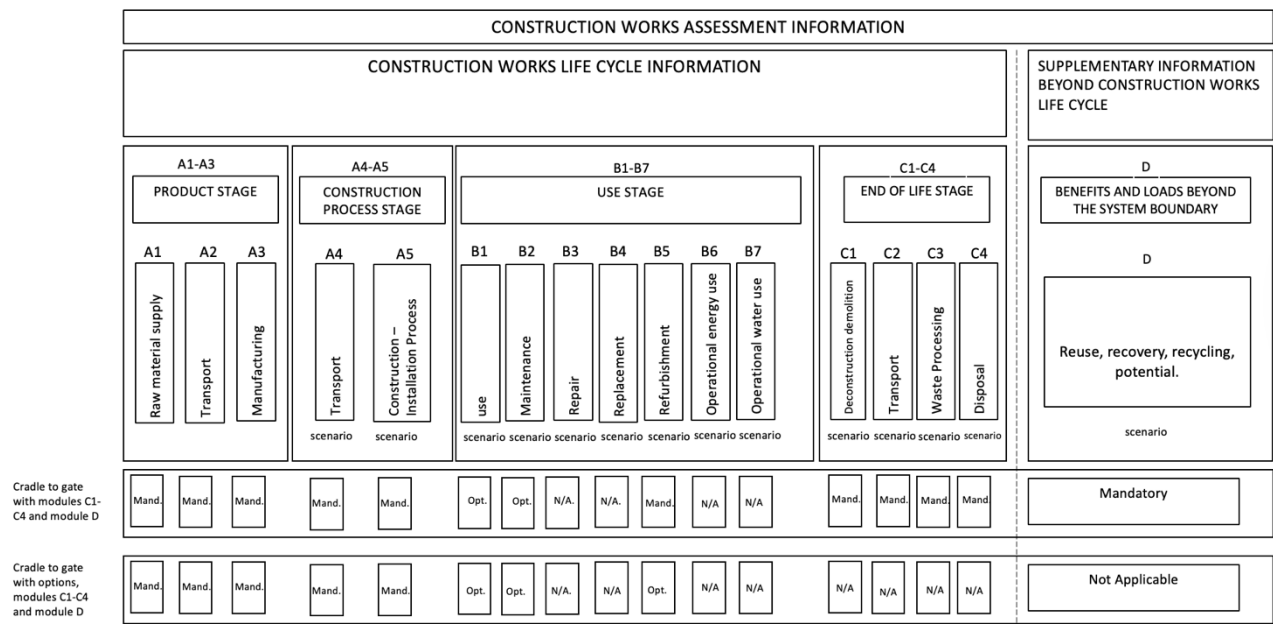 CONSTRUCTION WORKS ASSESSMENT INFORMATION
CONSTRUCTION WORKS LIFE CYCLE INFORMATION
SUPPLEMENTARY INFORMATION
BEYOND CONSTRUCTION WORKS
LIFE CYCLE
A1-A3
PRODUCT STAGE
A4-A5
CONSTRUCTION
PROCESS STAGE
B1-B7
USE STAGE
C1-C4
END OF LIFE STAGE
D
BENEFITS AND LOADS BEYOND
THE SYSTEM BOUNDARY
A1 A2 A3 A4 A5 B1 B2 B3 B4 B5 B6 B7 C1 C2 C3 C4
D
Raw material supply
Transport
Manufacturing
Transport
Construction –
Installation Process
use
Maintenance
Repair
Replacement
Refurbishment
Operational energy use
Operational water use
Deconstruction demolition
Transport
Waste Processing
Disposal
Reuse, recovery, recycling,
potential.
scenario scenario scenario scenario scenario scenario scenario scenario scenario scenario scenario scenario scenario scenario
Cradle to gate
with modules C1-
C4 and module D
Mand. Mand. Mand. Mand. Mand. Opt. Opt. N/A. N/A. Mand. N/A N/A Mand. Mand. Mand. Mand. Mandatory
Cradle to gate
with options,
modules C1-C4
and module D
Mand. Mand. Mand. Mand. Mand. Opt. Opt. N/A. N/A Opt. N/A N/A N/A N/A N/A N/A Not Applicable